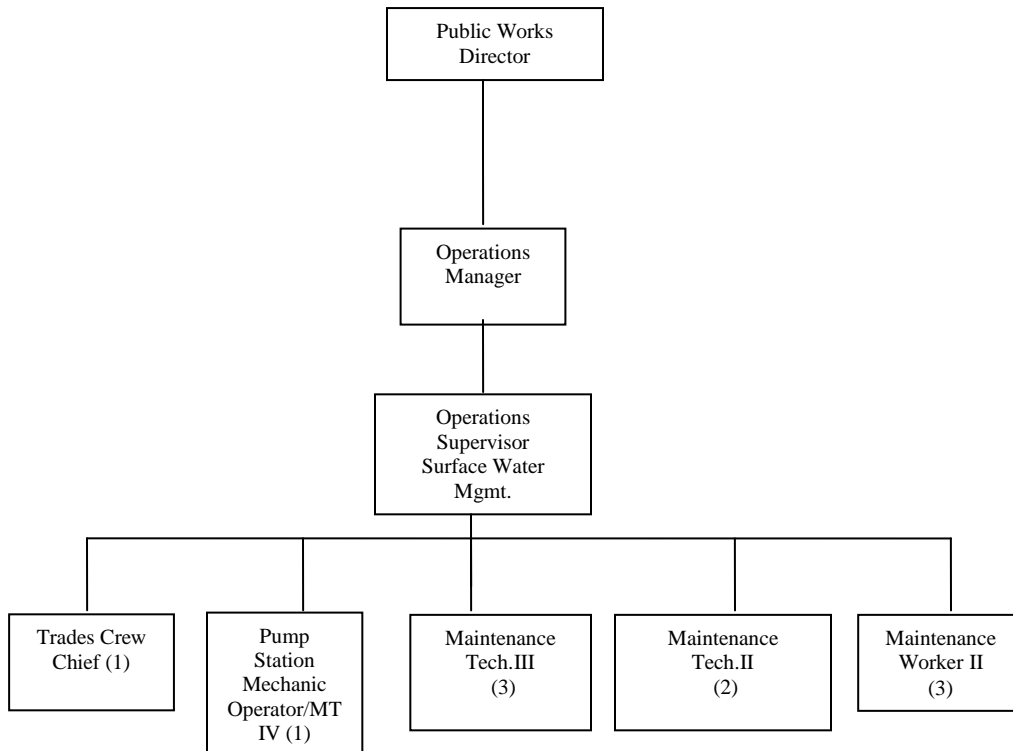 Public Works
Director
Operations
Manager
Operations
Supervisor
Surface Water
Mgmt.
Trades Crew
Chief (1)
Pump
Station
Mechanic
Operator/MT
IV (1)
Maintenance
Tech.III
(3)
Maintenance
Tech.II
(2)
Maintenance
Worker II
(3)